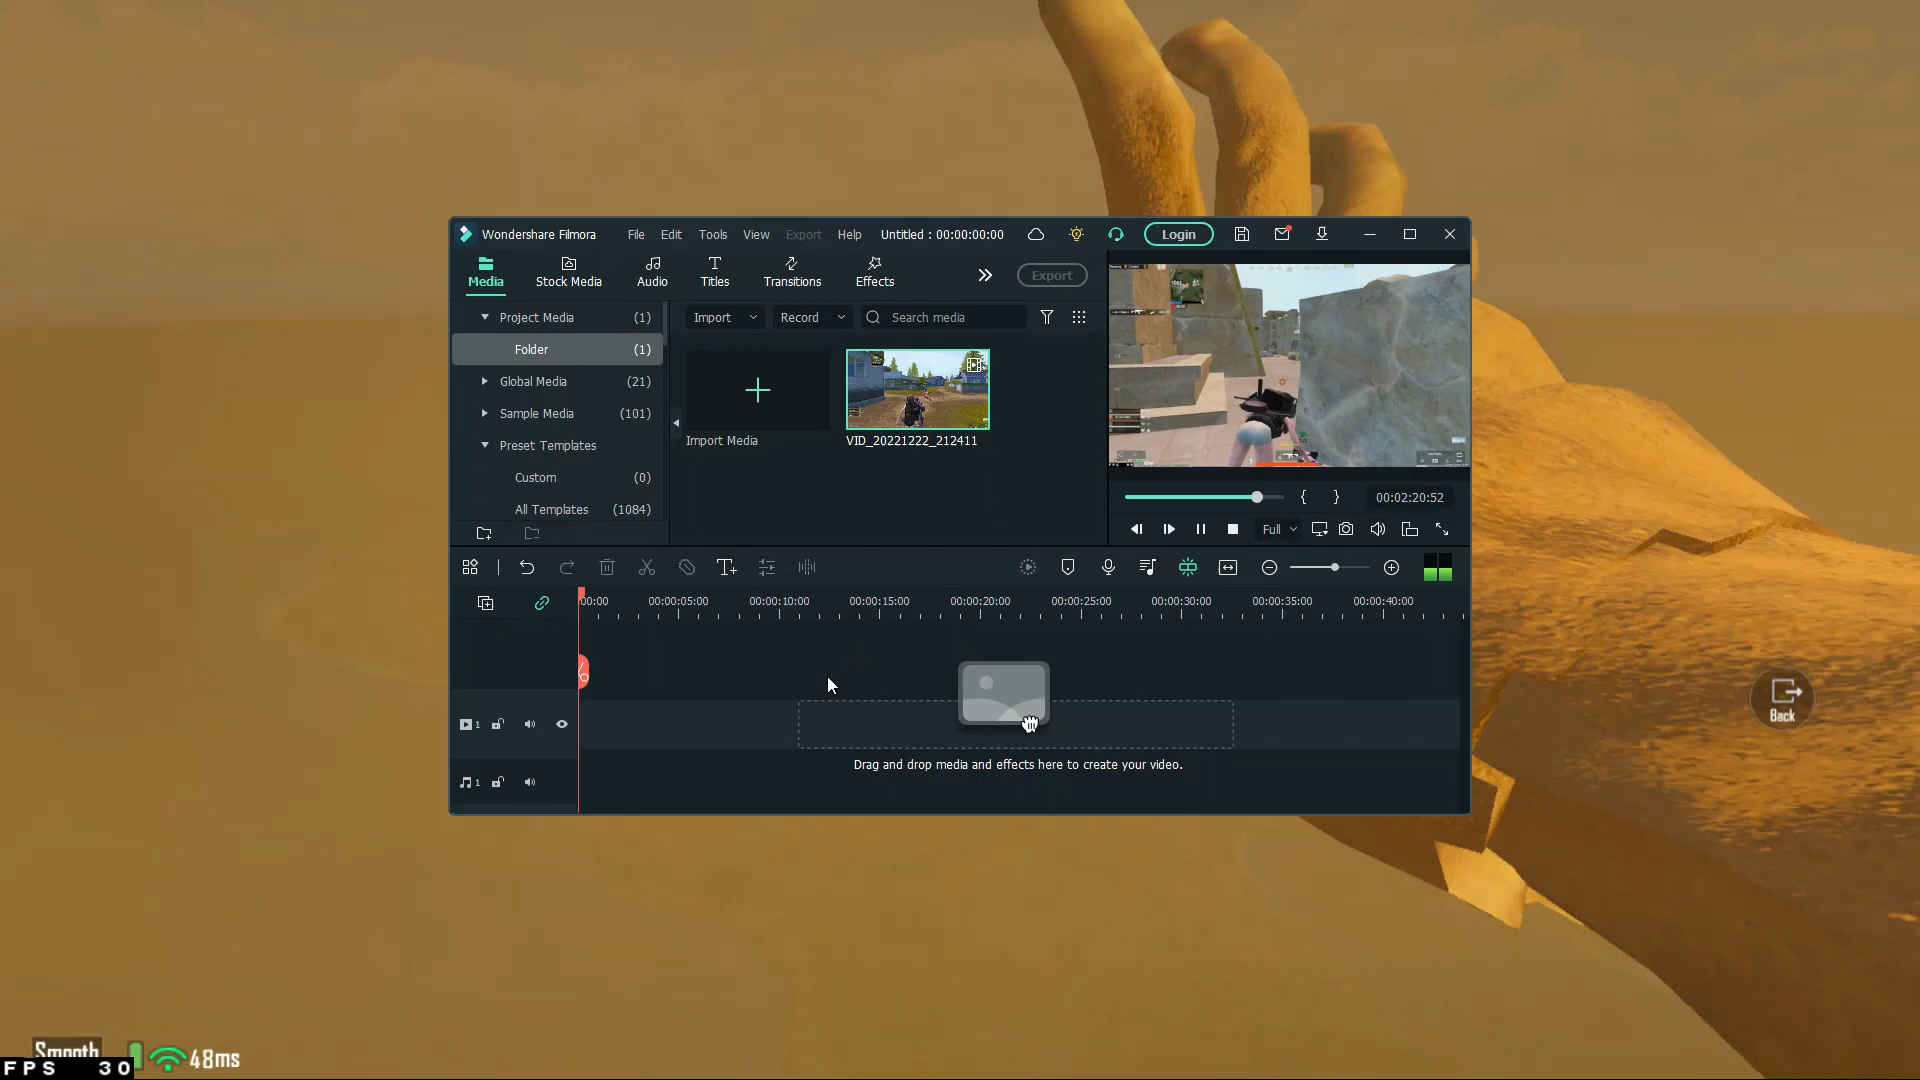 Wondershare Filmora File Edit Tools View Export Help Untitled : 00:00:00:00 Login
Media Stock Media Audio Titles Transitions Effects Export
Project Media (1)
Import Record Search media
Folder (1)
Global Media (21)
Sample Media (101)
Import Media VID_20221222_212411
Preset Templates
Custom (0)
All Templates (1084)
00:02:20:52
Full
00:00 00:00:05:00 00:00:10:00 00:00:15:00 00:00:20:00 00:00:25:00 00:00:30:00 00:00:35:00 00:00:40:00
Back
1
Drag and drop media and effects here to create your video.
1
Smooth
48ms
FPS 30